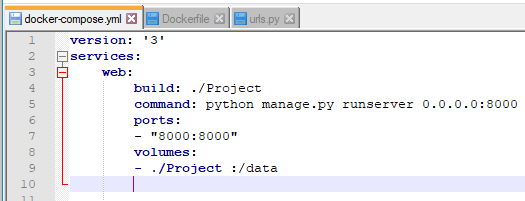 docker-compose.yml Dockerfile urls.py
1 version: '3'
2 services:
3 web:
4 build: ./Project
5 command: python manage.py runserver 0.0.0.0:8000
6 ports:
7 - "8000:8000"
8 volumes:
9 - ./Project :/data
10
11